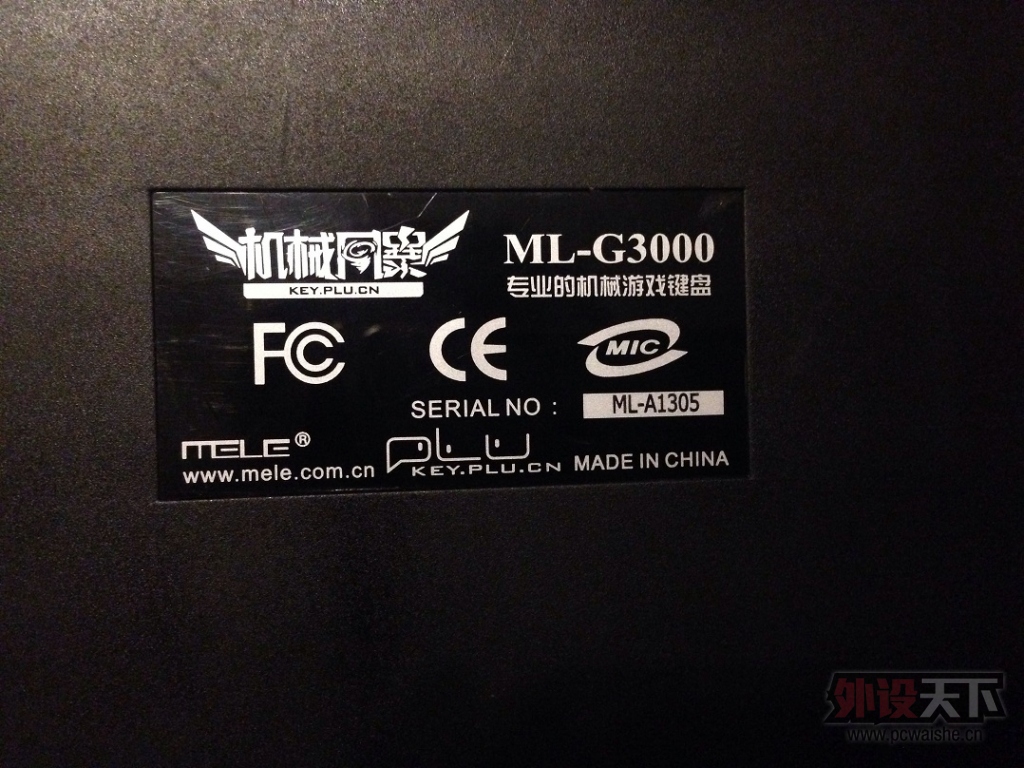 机械风暴
KEY.PLU.CN
ML-G3000
专业的机械游戏键盘
FC
CE
MIC
SERIAL NO : ML-A1305
MELE®
www.mele.com.cn
PLU
KEY.PLU.CN
MADE IN CHINA
外设天下
www.pcwaishe.cn